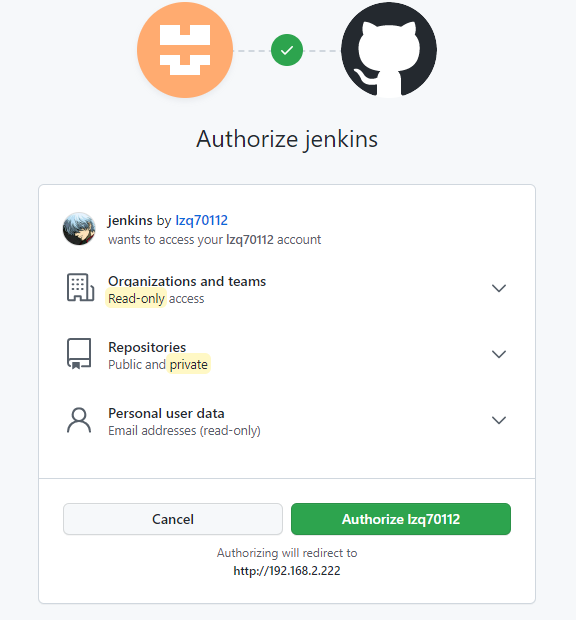 Authorize jenkins
jenkins by lzq70112
wants to access your lzq70112 account
Organizations and teams
Read-only access
Repositories
Public and private
Personal user data
Email addresses (read-only)
Cancel
Authorize lzq70112
Authorizing will redirect to
http://192.168.2.222